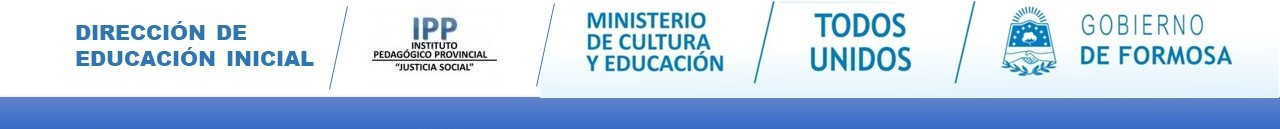 DIRECCIÓN DE
EDUCACIÓN INICIAL
IPP
INSTITUTO
PEDAGÓGICO PROVINCIAL
"JUSTICIA SOCIAL"
MINISTERIO
DE CULTURA
Y EDUCACIÓN
TODOS
UNIDOS
GOBIERNO
DE FORMOSA